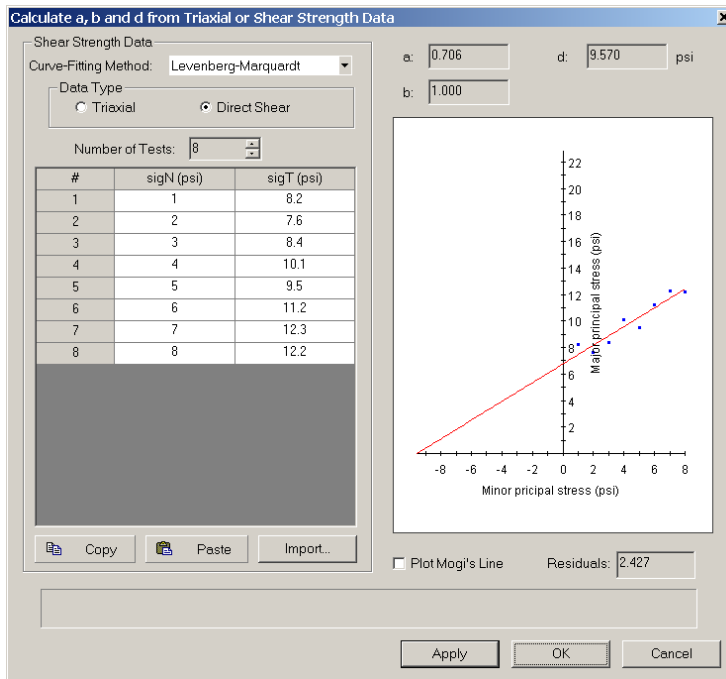 Calculate a, b and d from Triaxial or Shear Strength Data
Shear Strength Data
Curve-Fitting Method: Levenberg-Marquardt
Data Type
Triaxial Direct Shear
Number of Tests: 8
# sigN (psi) sigT (psi)
1 1 8.2
2 2 7.6
3 3 8.4
4 4 10.1
5 5 9.5
6 6 11.2
7 7 12.3
8 8 12.2
Copy Paste Import...
a: 0.706 d: 9.570 psi
b: 1.000
22
20
18
16
14
12
10
8
6
4
2
Major principal stress (psi)
-8 -6 -4 -2 0 2 4 6 8
Minor pricipal stress (psi)
Plot Mogi's Line Residuals: 2.427
Apply OK Cancel